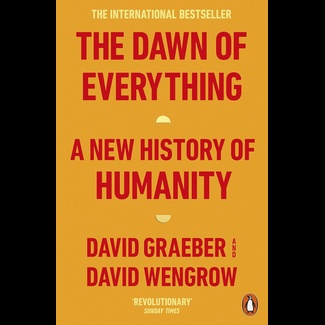 THE INTERNATIONAL BESTSELLER
THE DAWN OF
EVERYTHING
A NEW HISTORY OF
HUMANITY
DAVID GRAEBER AND
DAVID WENGROW
'REVOLUTIONARY'
SUNDAY TIMES